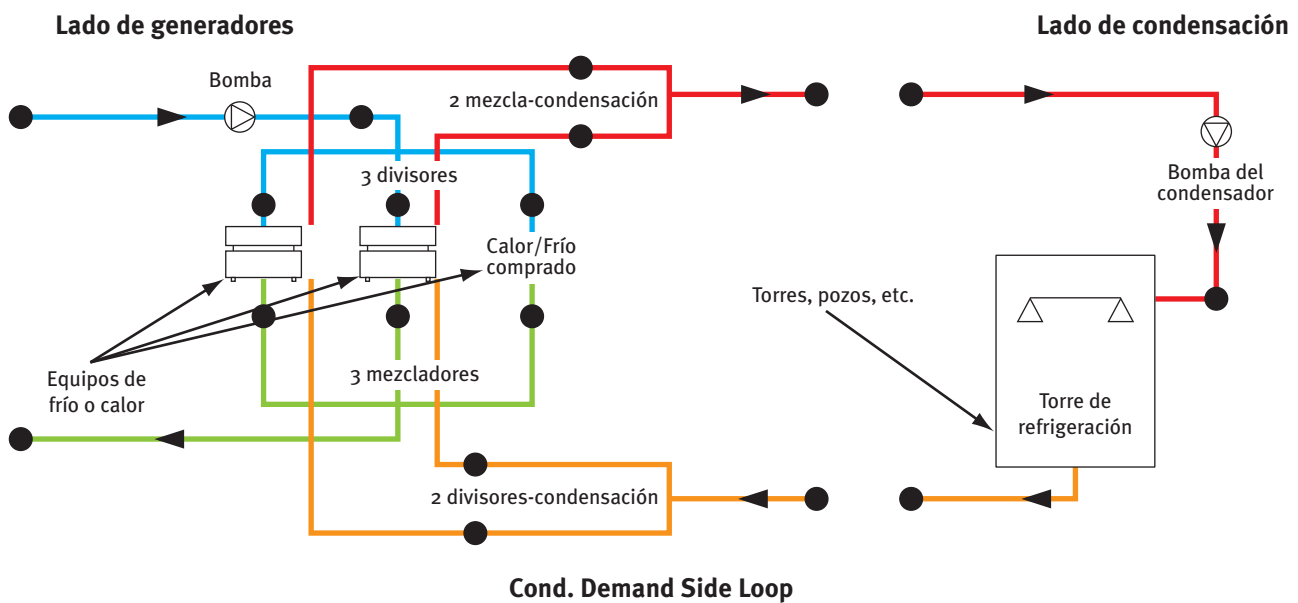 Lado de generadores
Lado de condensación
Bomba
2 mezcla-condensación
3 divisores
Bomba del
condensador
Calor/Frío
comprado
Torres, pozos, etc.
Equipos de
frío o calor
3 mezcladores
Torre de
refrigeración
2 divisores-condensación
Cond. Demand Side Loop